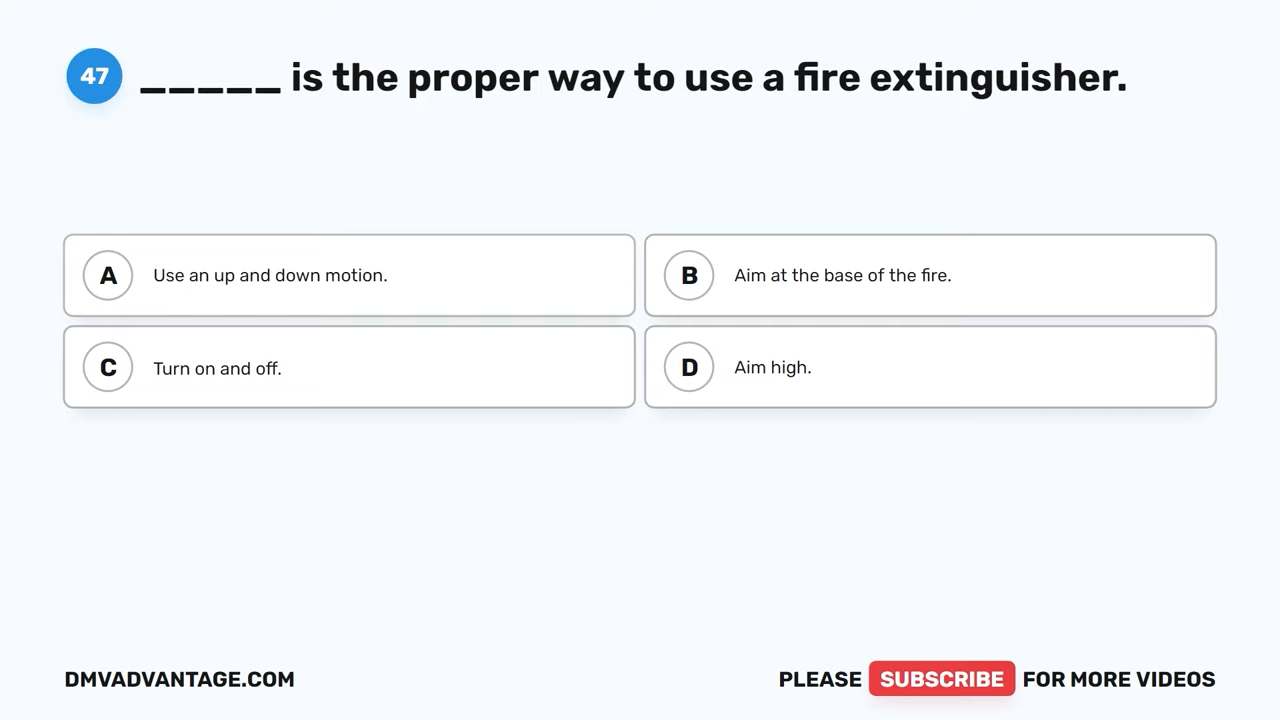 47 _____ is the proper way to use a fire extinguisher.
A Use an up and down motion.
B Aim at the base of the fire.
C Turn on and off.
D Aim high.
DMVADVANTAGE.COM
PLEASE SUBSCRIBE FOR MORE VIDEOS